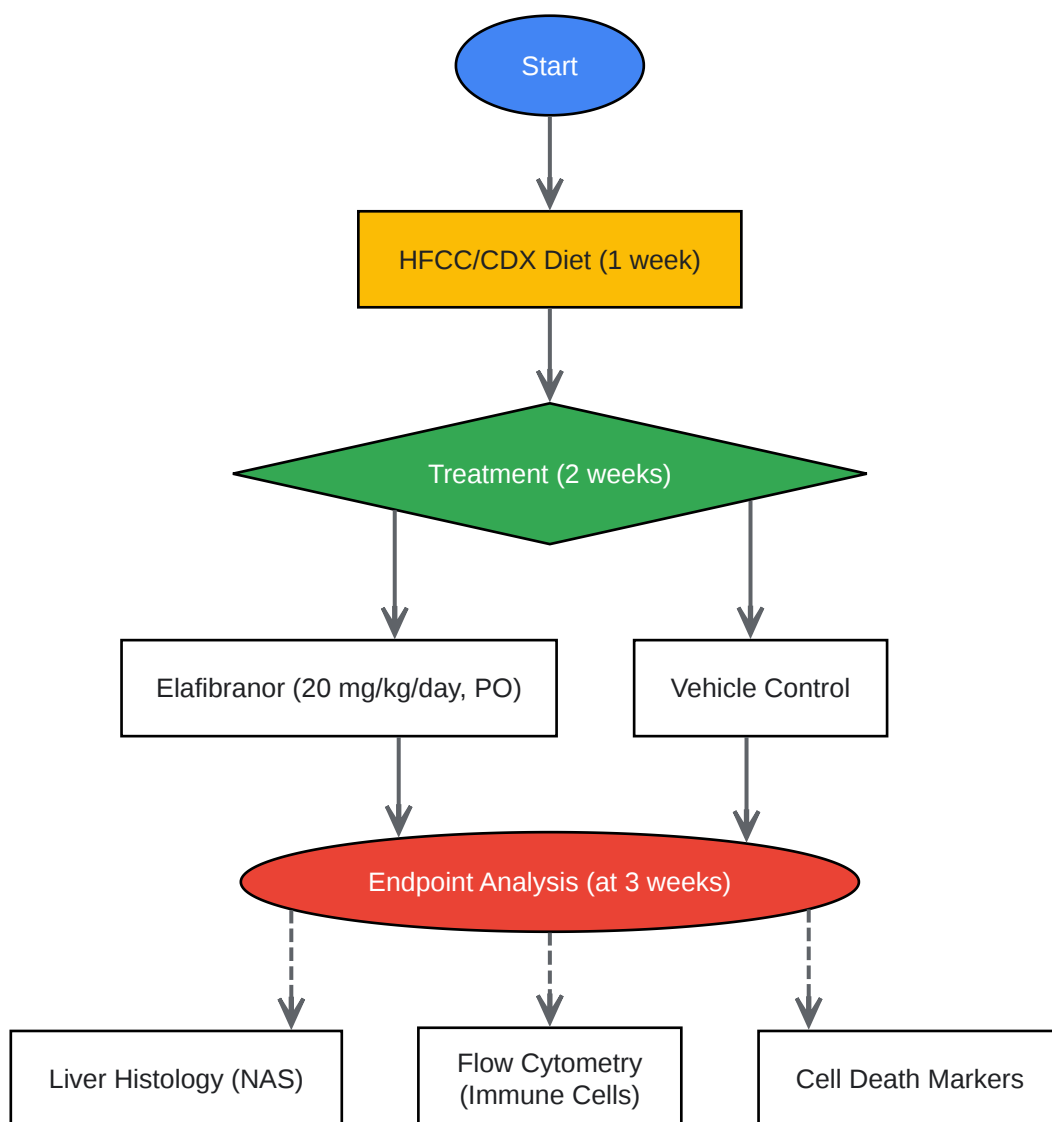 Start
HFCC/CDX Diet (1 week)
Treatment (2 weeks)
Elafibranor (20 mg/kg/day, PO)
Vehicle Control
Endpoint Analysis (at 3 weeks)
Liver Histology (NAS)
Flow Cytometry
(Immune Cells)
Cell Death Markers